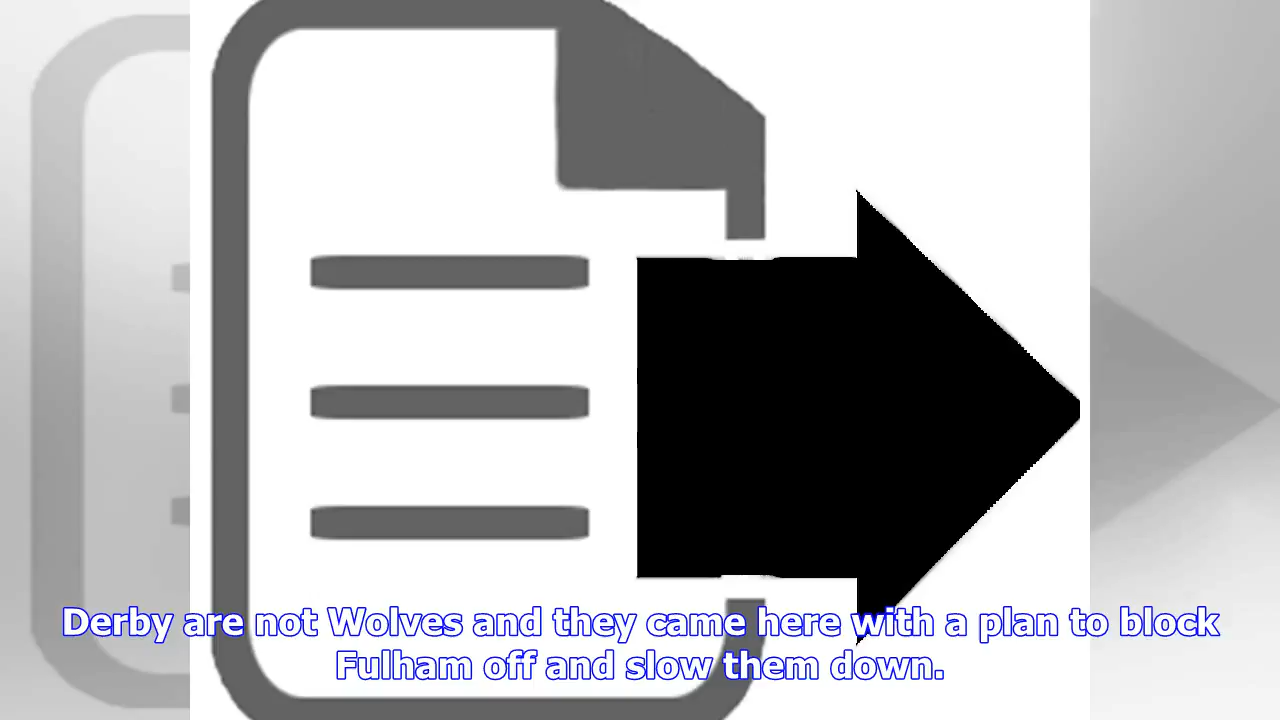 Derby are not Wolves and they came here with a plan to block
Fulham off and slow them down.